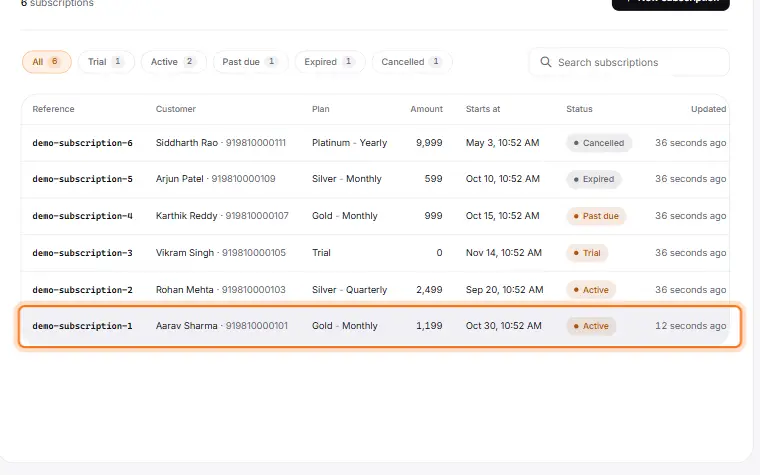 6 subscriptions
New subscription
All 6 Trial 1 Active 2 Past due 1 Expired 1 Cancelled 1 Search subscriptions
Reference Customer Plan Amount Starts at Status Updated
demo-subscription-6 Siddharth Rao · 919810000111 Platinum - Yearly 9,999 May 3, 10:52 AM Cancelled 36 seconds ago
demo-subscription-5 Arjun Patel · 919810000109 Silver - Monthly 599 Oct 10, 10:52 AM Expired 36 seconds ago
demo-subscription-4 Karthik Reddy · 919810000107 Gold - Monthly 999 Oct 15, 10:52 AM Past due 36 seconds ago
demo-subscription-3 Vikram Singh · 919810000105 Trial 0 Nov 14, 10:52 AM Trial 36 seconds ago
demo-subscription-2 Rohan Mehta · 919810000103 Silver - Quarterly 2,499 Sep 20, 10:52 AM Active 36 seconds ago
demo-subscription-1 Aarav Sharma · 919810000101 Gold - Monthly 1,199 Oct 30, 10:52 AM Active 12 seconds ago